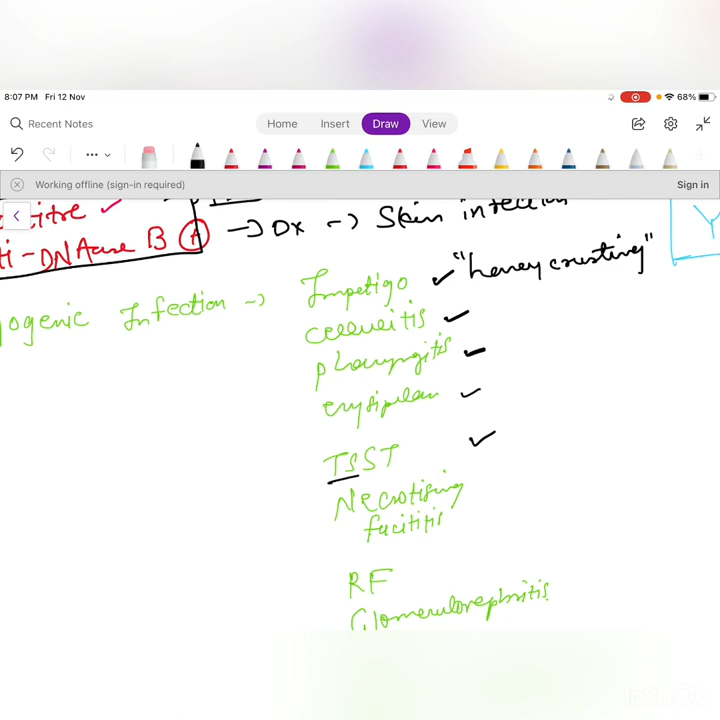 8:07 PM Fri 12 Nov 68%
Recent Notes Home Insert Draw View
Working offline (sign-in required) Sign in
titre
ti-DNAase B A → Dx → Skin infection
ogenic Infection → Impetigo "honey crusting"
cellulitis
pharyngitis
erysipelas
TSST
Necrotising
facitits
RF
Glomerulonephritis